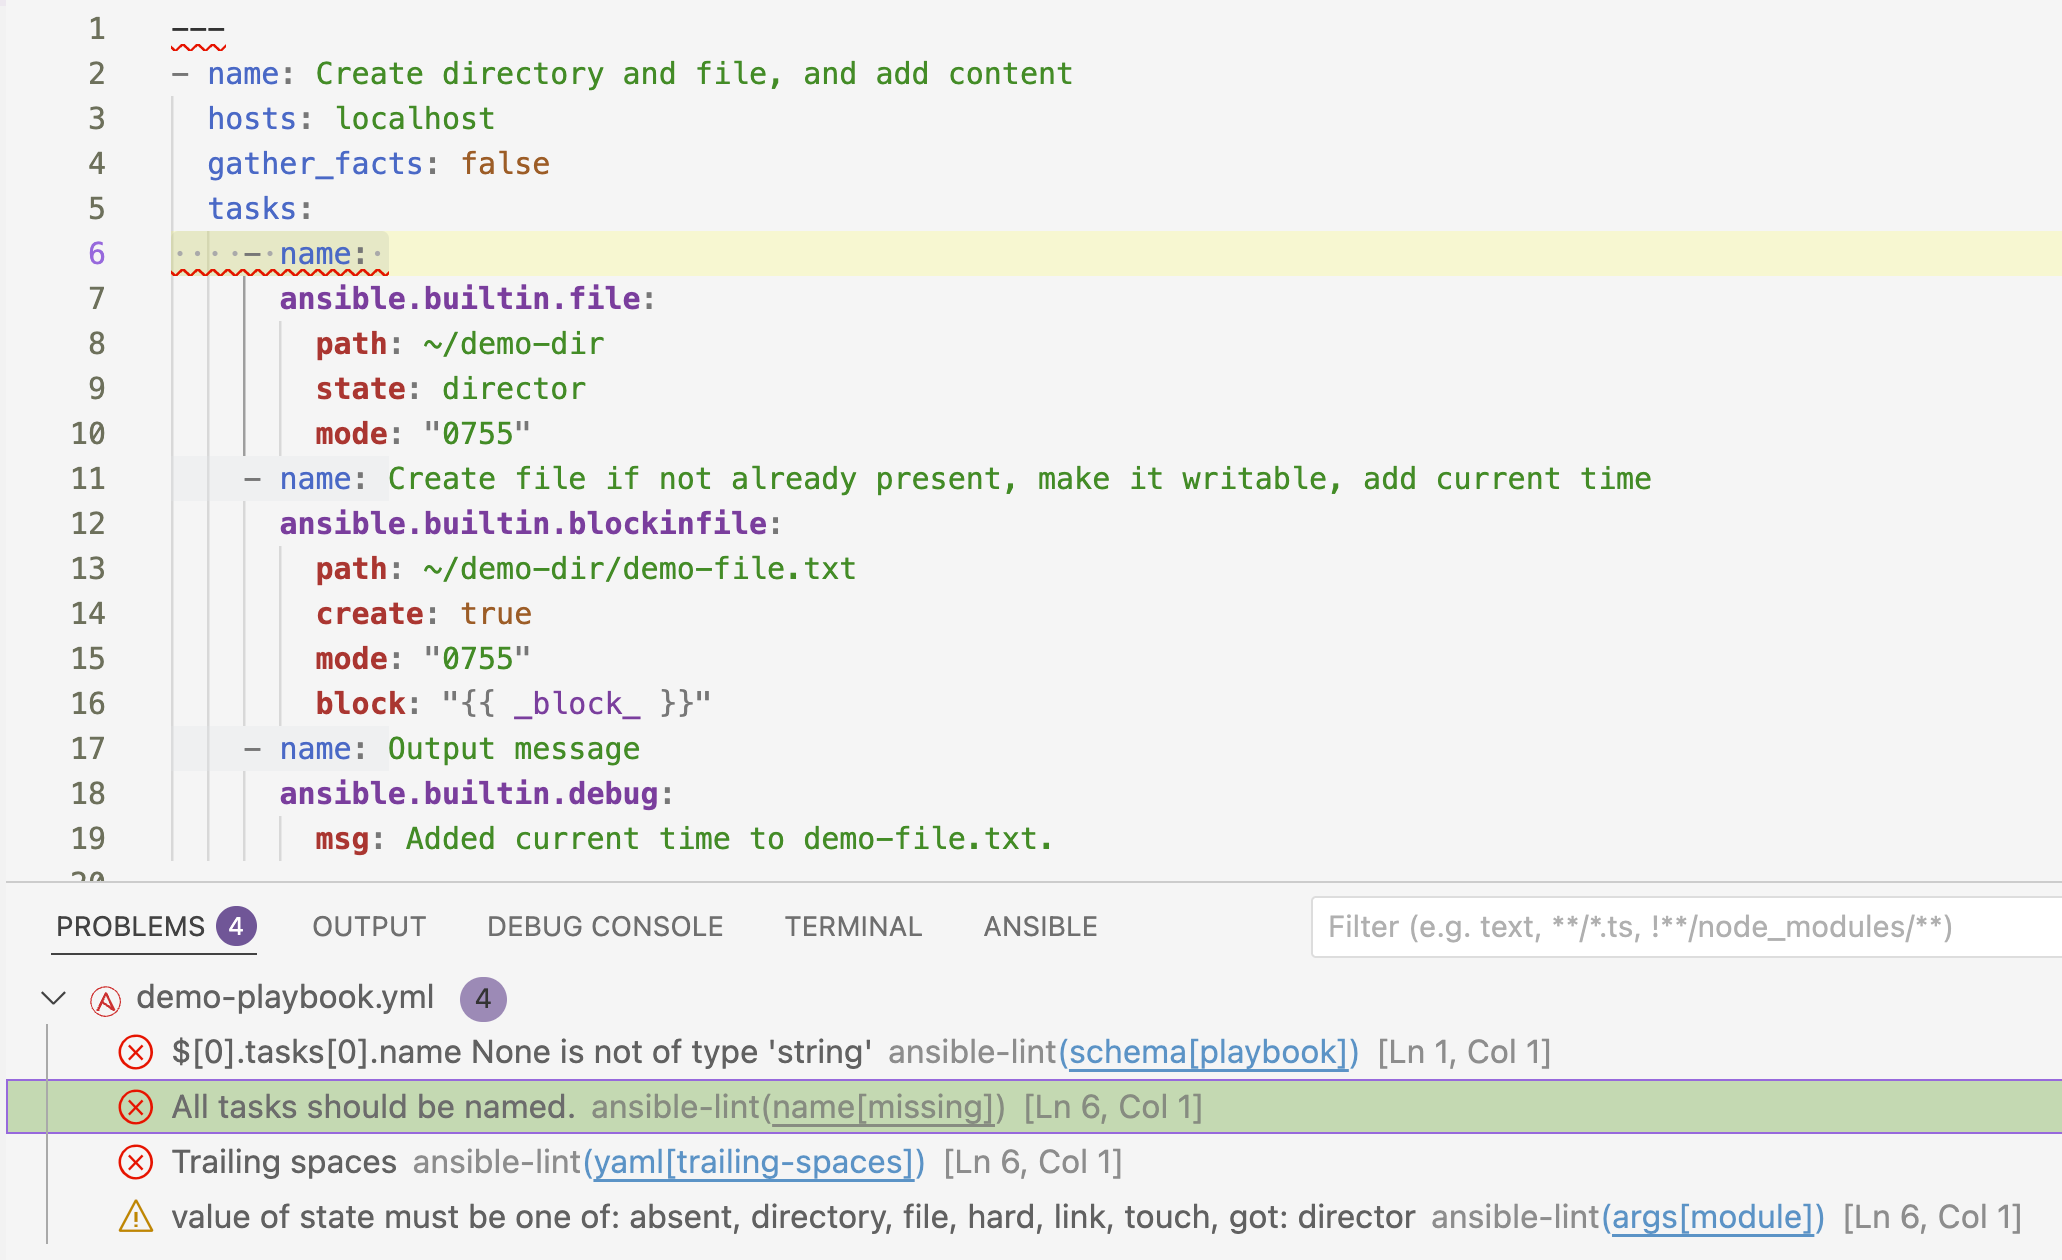 1 ---
2 - name: Create directory and file, and add content
3   hosts: localhost
4   gather_facts: false
5   tasks:
6     - name:
7       ansible.builtin.file:
8         path: ~/demo-dir
9         state: director
10         mode: "0755"
11     - name: Create file if not already present, make it writable, add current time
12       ansible.builtin.blockinfile:
13         path: ~/demo-dir/demo-file.txt
14         create: true
15         mode: "0755"
16         block: "{{ _block_ }}"
17     - name: Output message
18       ansible.builtin.debug:
19         msg: Added current time to demo-file.txt.
20
PROBLEMS 4 OUTPUT DEBUG CONSOLE TERMINAL ANSIBLE Filter (e.g. text, **/*.ts, !**/node_modules/**)
demo-playbook.yml 4
$[0].tasks[0].name None is not of type 'string' ansible-lint(schema[playbook]) [Ln 1, Col 1]
All tasks should be named. ansible-lint(name[missing]) [Ln 6, Col 1]
Trailing spaces ansible-lint(yaml[trailing-spaces]) [Ln 6, Col 1]
value of state must be one of: absent, directory, file, hard, link, touch, got: director ansible-lint(args[module]) [Ln 6, Col 1]